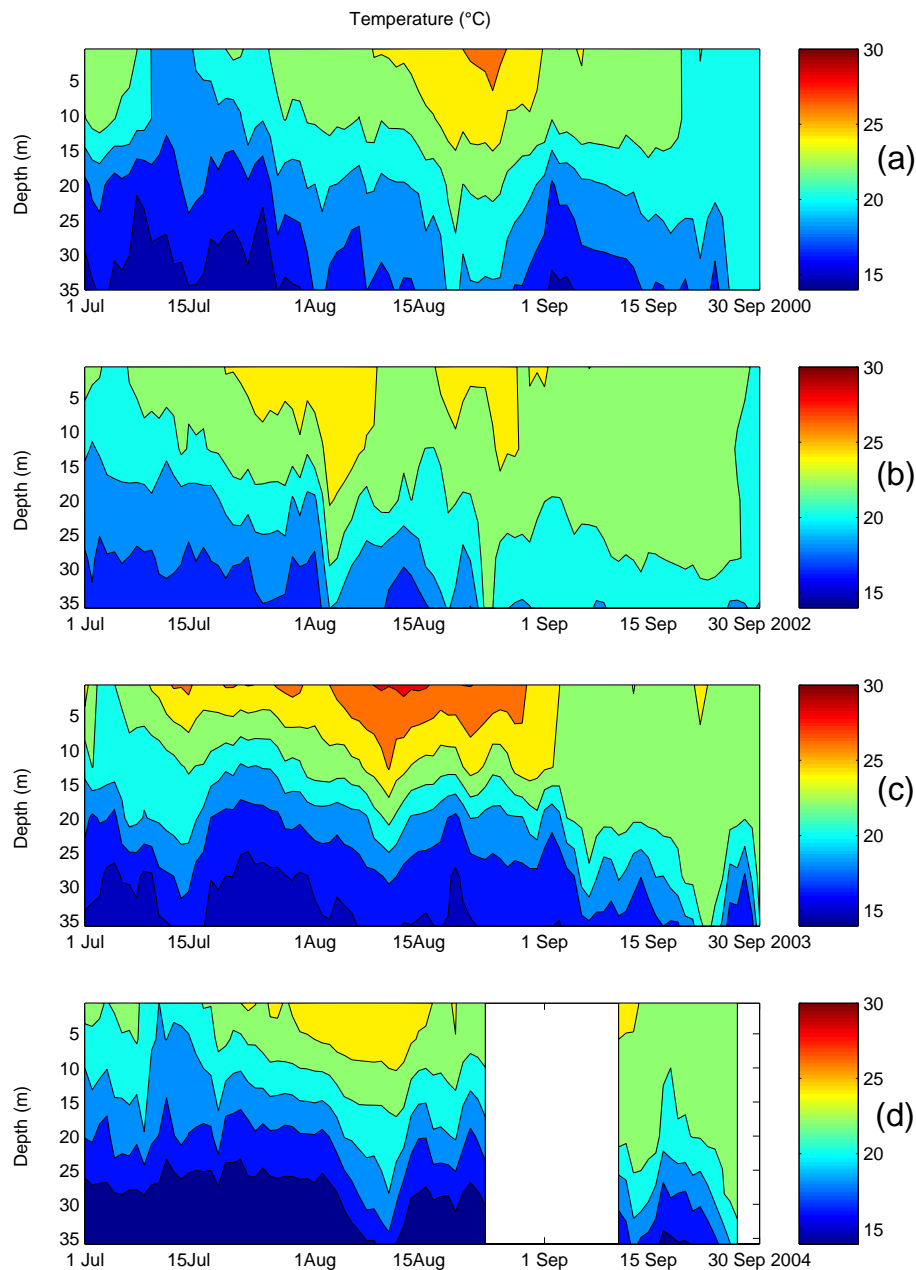 Temperature (°C)
Depth (m)
5
10
15
20
25
30
35
1 Jul
15Jul
1Aug
15Aug
1 Sep
15 Sep
30 Sep 2000
30
25
20
15
(a)
Depth (m)
5
10
15
20
25
30
35
1 Jul
15Jul
1Aug
15Aug
1 Sep
15 Sep
30 Sep 2002
30
25
20
15
(b)
Depth (m)
5
10
15
20
25
30
35
1 Jul
15Jul
1Aug
15Aug
1 Sep
15 Sep
30 Sep 2003
30
25
20
15
(c)
Depth (m)
5
10
15
20
25
30
35
1 Jul
15Jul
1Aug
15Aug
1 Sep
15 Sep
30 Sep 2004
30
25
20
15
(d)